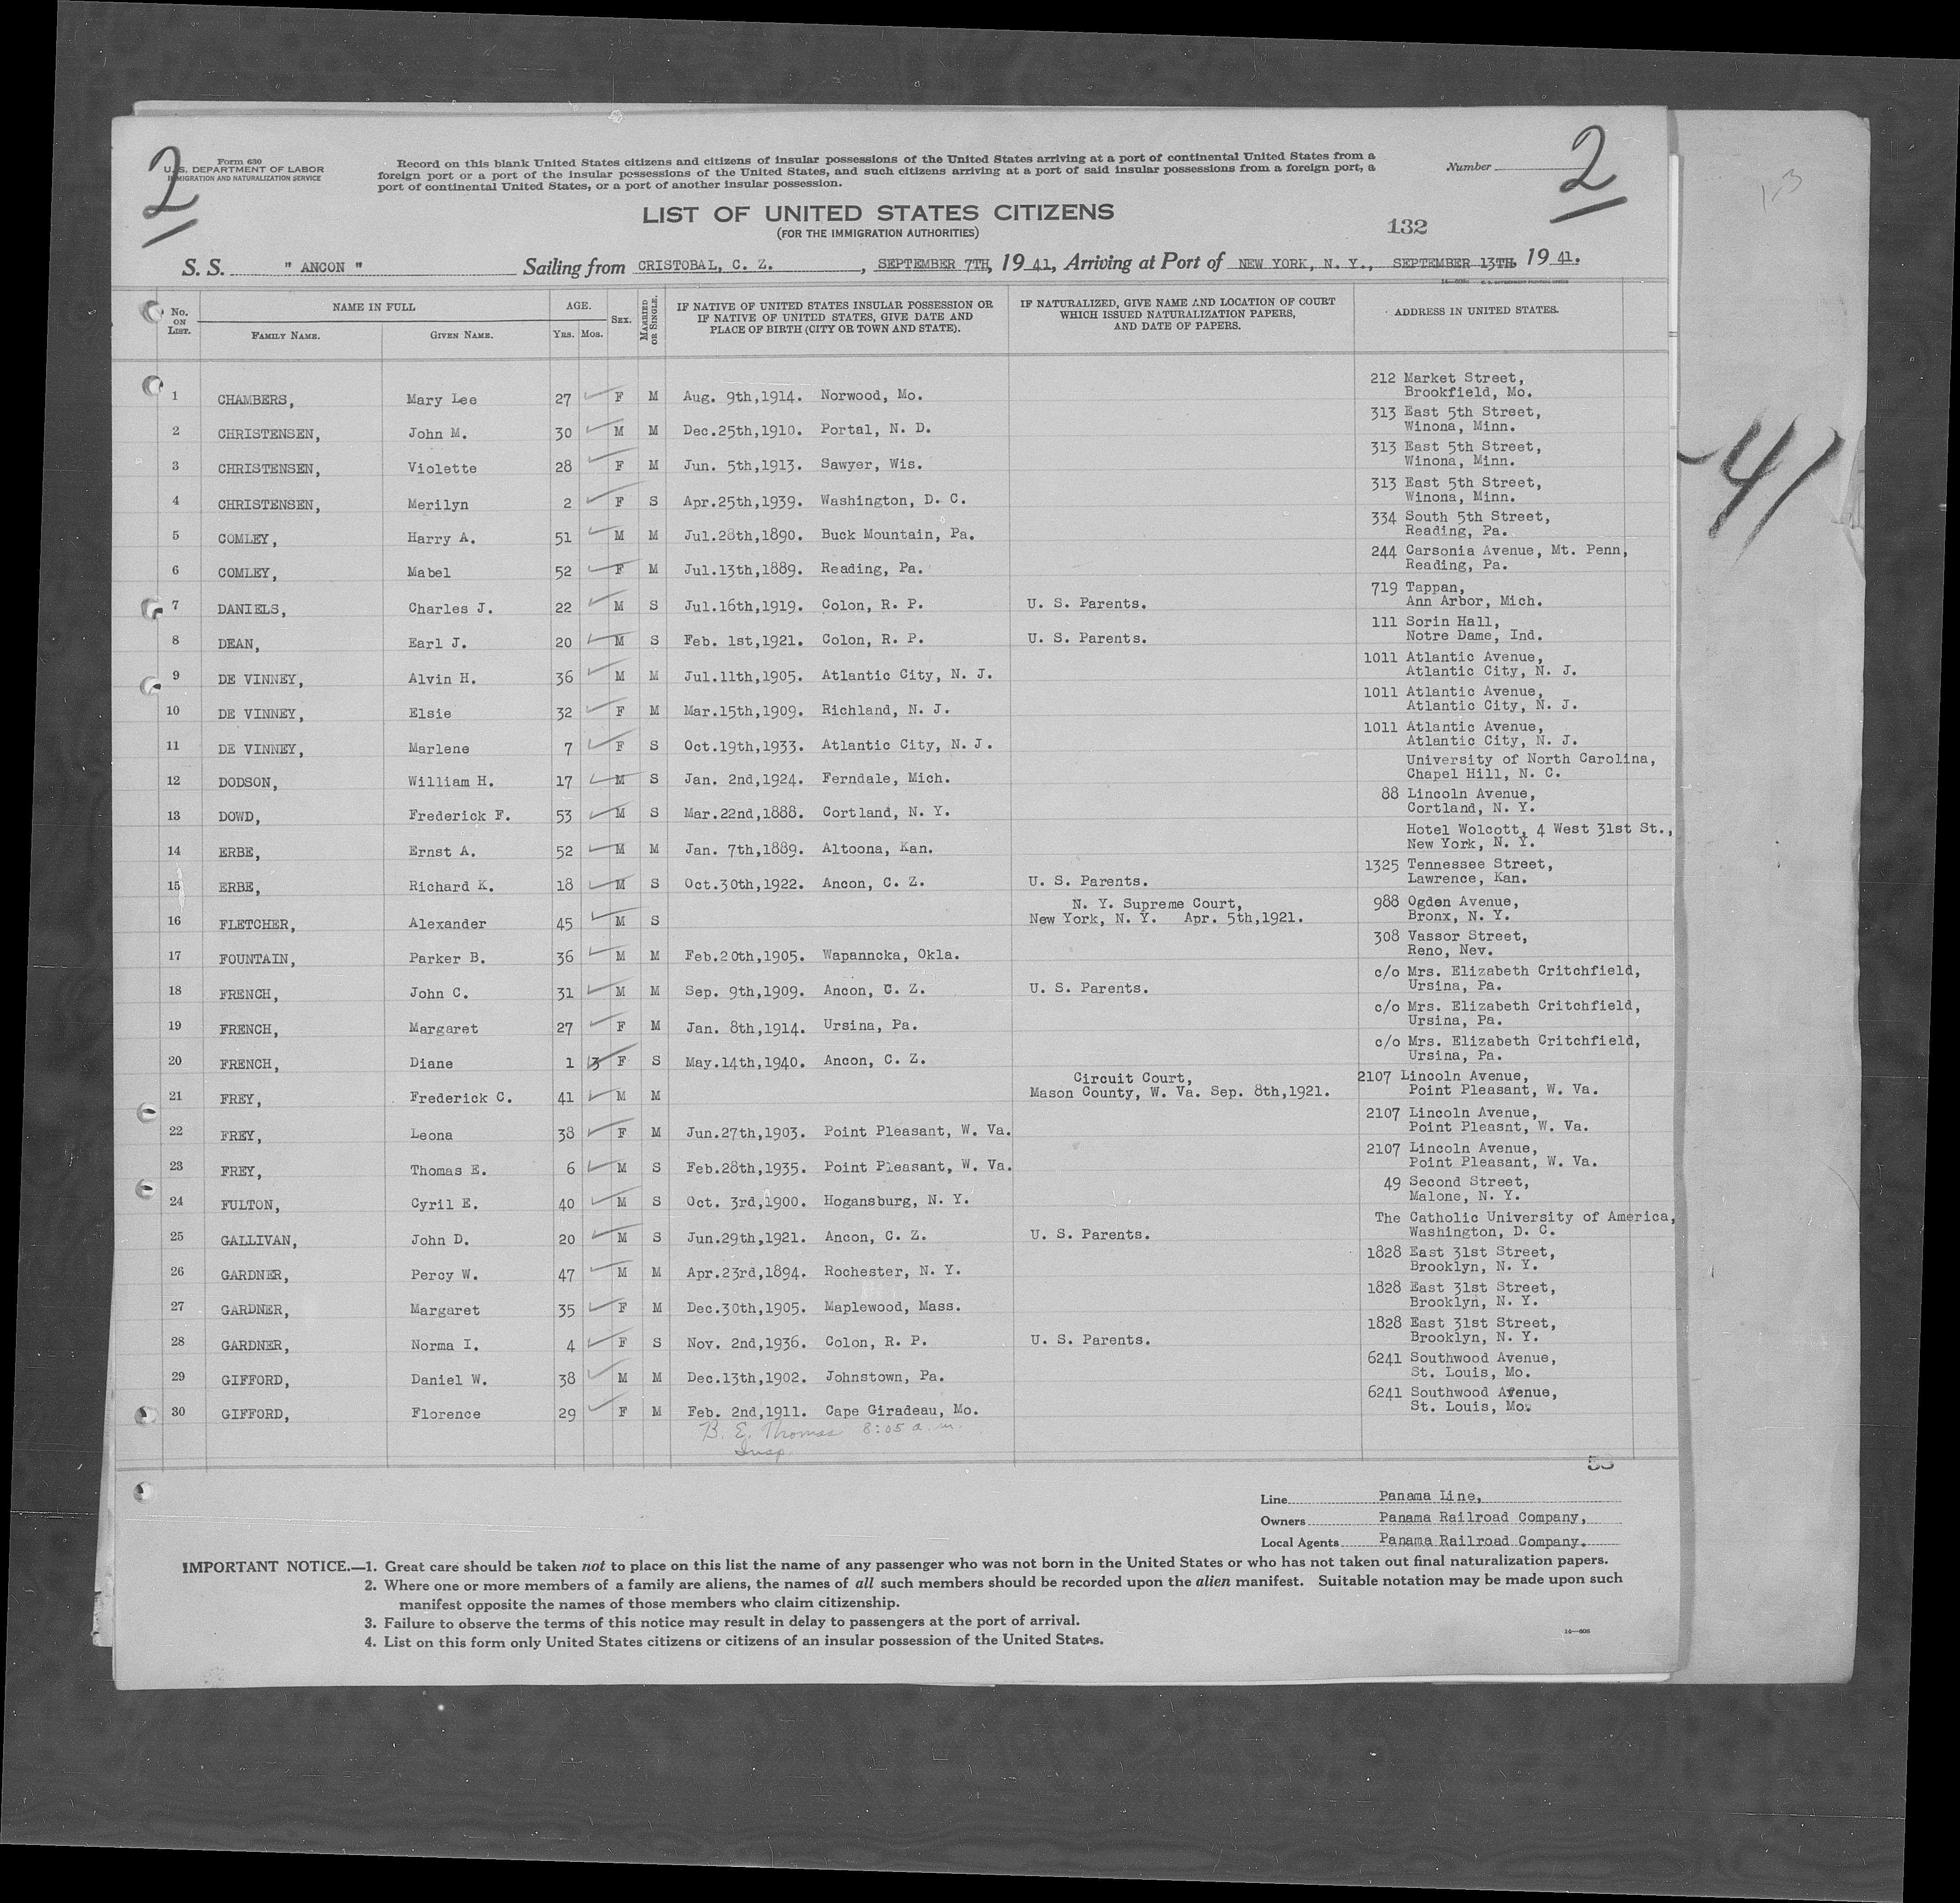 2
Form 630
U.S. DEPARTMENT OF LABOR
IMMIGRATION AND NATURALIZATION SERVICE
Record on this blank United States citizens and citizens of insular possessions of the United States arriving at a port of continental United States from a
foreign port or a port of the insular possessions of the United States, and such citizens arriving at a port of said insular possessions from a foreign port, a
port of continental United States, or a port of another insular possession.
Number
2
LIST OF UNITED STATES CITIZENS
(FOR THE IMMIGRATION AUTHORITIES)
132
S. S. " ANCON " Sailing from CRISTOBAL, C. Z. , SEPTEMBER 7TH, 19 41, Arriving at Port of NEW YORK, N. Y., SEPTEMBER 13TH, 19 41.
No. ON LIST. NAME IN FULL FAMILY NAME. GIVEN NAME. AGE. YRS. MOS. SEX. MARRIED OR SINGLE.
IF NATIVE OF UNITED STATES INSULAR POSSESSION OR
IF NATIVE OF UNITED STATES, GIVE DATE AND
PLACE OF BIRTH (CITY OR TOWN AND STATE).
IF NATURALIZED, GIVE NAME AND LOCATION OF COURT
WHICH ISSUED NATURALIZATION PAPERS,
AND DATE OF PAPERS.
ADDRESS IN UNITED STATES.
212 Market Street,
1 CHAMBERS, Mary Lee 27 F M Aug. 9th,1914. Norwood, Mo. Brookfield, Mo.
313 East 5th Street,
2 CHRISTENSEN, John M. 30 M M Dec.25th,1910. Portal, N. D. Winona, Minn.
313 East 5th Street,
3 CHRISTENSEN, Violette 28 F M Jun. 5th,1913. Sawyer, Wis. Winona, Minn.
313 East 5th Street,
4 CHRISTENSEN, Merilyn 2 F S Apr.25th,1939. Washington, D. C. Winona, Minn.
334 South 5th Street,
5 COMLEY, Harry A. 51 M M Jul.28th,1890. Buck Mountain, Pa. Reading, Pa.
244 Carsonia Avenue, Mt. Penn,
6 COMLEY, Mabel 52 F M Jul.13th,1889. Reading, Pa. Reading, Pa.
719 Tappan,
7 DANIELS, Charles J. 22 M S Jul.16th,1919. Colon, R. P. U. S. Parents. Ann Arbor, Mich.
111 Sorin Hall,
8 DEAN, Earl J. 20 M S Feb. 1st,1921. Colon, R. P. U. S. Parents. Notre Dame, Ind.
1011 Atlantic Avenue,
9 DE VINNEY, Alvin H. 36 M M Jul.11th,1905. Atlantic City, N. J. Atlantic City, N. J.
1011 Atlantic Avenue,
10 DE VINNEY, Elsie 32 F M Mar.15th,1909. Richland, N. J. Atlantic City, N. J.
1011 Atlantic Avenue,
11 DE VINNEY, Marlene 7 F S Oct.19th,1933. Atlantic City, N. J. Atlantic City, N. J.
University of North Carolina,
12 DODSON, William H. 17 M S Jan. 2nd,1924. Ferndale, Mich. Chapel Hill, N. C.
88 Lincoln Avenue,
13 DOWD, Frederick F. 53 M S Mar.22nd,1888. Cortland, N. Y. Cortland, N. Y.
Hotel Wolcott, 4 West 31st St.,
14 ERBE, Ernst A. 52 M M Jan. 7th,1889. Altoona, Kan. New York, N. Y.
1325 Tennessee Street,
15 ERBE, Richard K. 18 M S Oct.30th,1922. Ancon, C. Z. U. S. Parents. Lawrence, Kan.
N. Y. Supreme Court, 988 Ogden Avenue,
16 FLETCHER, Alexander 45 M S New York, N. Y. Apr. 5th,1921. Bronx, N. Y.
308 Vassor Street,
17 FOUNTAIN, Parker B. 36 M M Feb.20th,1905. Wapanncka, Okla. Reno, Nev.
c/o Mrs. Elizabeth Critchfield,
18 FRENCH, John C. 31 M M Sep. 9th,1909. Ancon, C. Z. U. S. Parents. Ursina, Pa.
c/o Mrs. Elizabeth Critchfield,
19 FRENCH, Margaret 27 F M Jan. 8th,1914. Ursina, Pa. Ursina, Pa.
c/o Mrs. Elizabeth Critchfield,
20 FRENCH, Diane 1 3 F S May.14th,1940. Ancon, C. Z. Ursina, Pa.
Circuit Court, 2107 Lincoln Avenue,
21 FREY, Frederick C. 41 M M Mason County, W. Va. Sep. 8th,1921. Point Pleasant, W. Va.
2107 Lincoln Avenue,
22 FREY, Leona 38 F M Jun.27th,1903. Point Pleasant, W. Va. Point Pleasnt, W. Va.
2107 Lincoln Avenue,
23 FREY, Thomas E. 6 M S Feb.28th,1935. Point Pleasant, W. Va. Point Pleasant, W. Va.
49 Second Street,
24 FULTON, Cyril E. 40 M S Oct. 3rd,1900. Hogansburg, N. Y. Malone, N. Y.
The Catholic University of America,
25 GALLIVAN, John D. 20 M S Jun.29th,1921. Ancon, C. Z. U. S. Parents. Washington, D. C.
1828 East 31st Street,
26 GARDNER, Percy W. 47 M M Apr.23rd,1894. Rochester, N. Y. Brooklyn, N. Y.
1828 East 31st Street,
27 GARDNER, Margaret 35 F M Dec.30th,1905. Maplewood, Mass. Brooklyn, N. Y.
1828 East 31st Street,
28 GARDNER, Norma I. 4 F S Nov. 2nd,1936. Colon, R. P. U. S. Parents. Brooklyn, N. Y.
6241 Southwood Avenue,
29 GIFFORD, Daniel W. 38 M M Dec.13th,1902. Johnstown, Pa. St. Louis, Mo.
6241 Southwood Avenue,
30 GIFFORD, Florence 29 F M Feb. 2nd,1911. Cape Giradeau, Mo. St. Louis, Mo.
B. E. Thomas 8:05 a.m.
Insp.
53
Line Panama Line,
Owners Panama Railroad Company,
Local Agents Panama Railroad Company.
IMPORTANT NOTICE.—1. Great care should be taken not to place on this list the name of any passenger who was not born in the United States or who has not taken out final naturalization papers.
2. Where one or more members of a family are aliens, the names of all such members should be recorded upon the alien manifest. Suitable notation may be made upon such
manifest opposite the names of those members who claim citizenship.
3. Failure to observe the terms of this notice may result in delay to passengers at the port of arrival.
4. List on this form only United States citizens or citizens of an insular possession of the United States.
14—608
-41